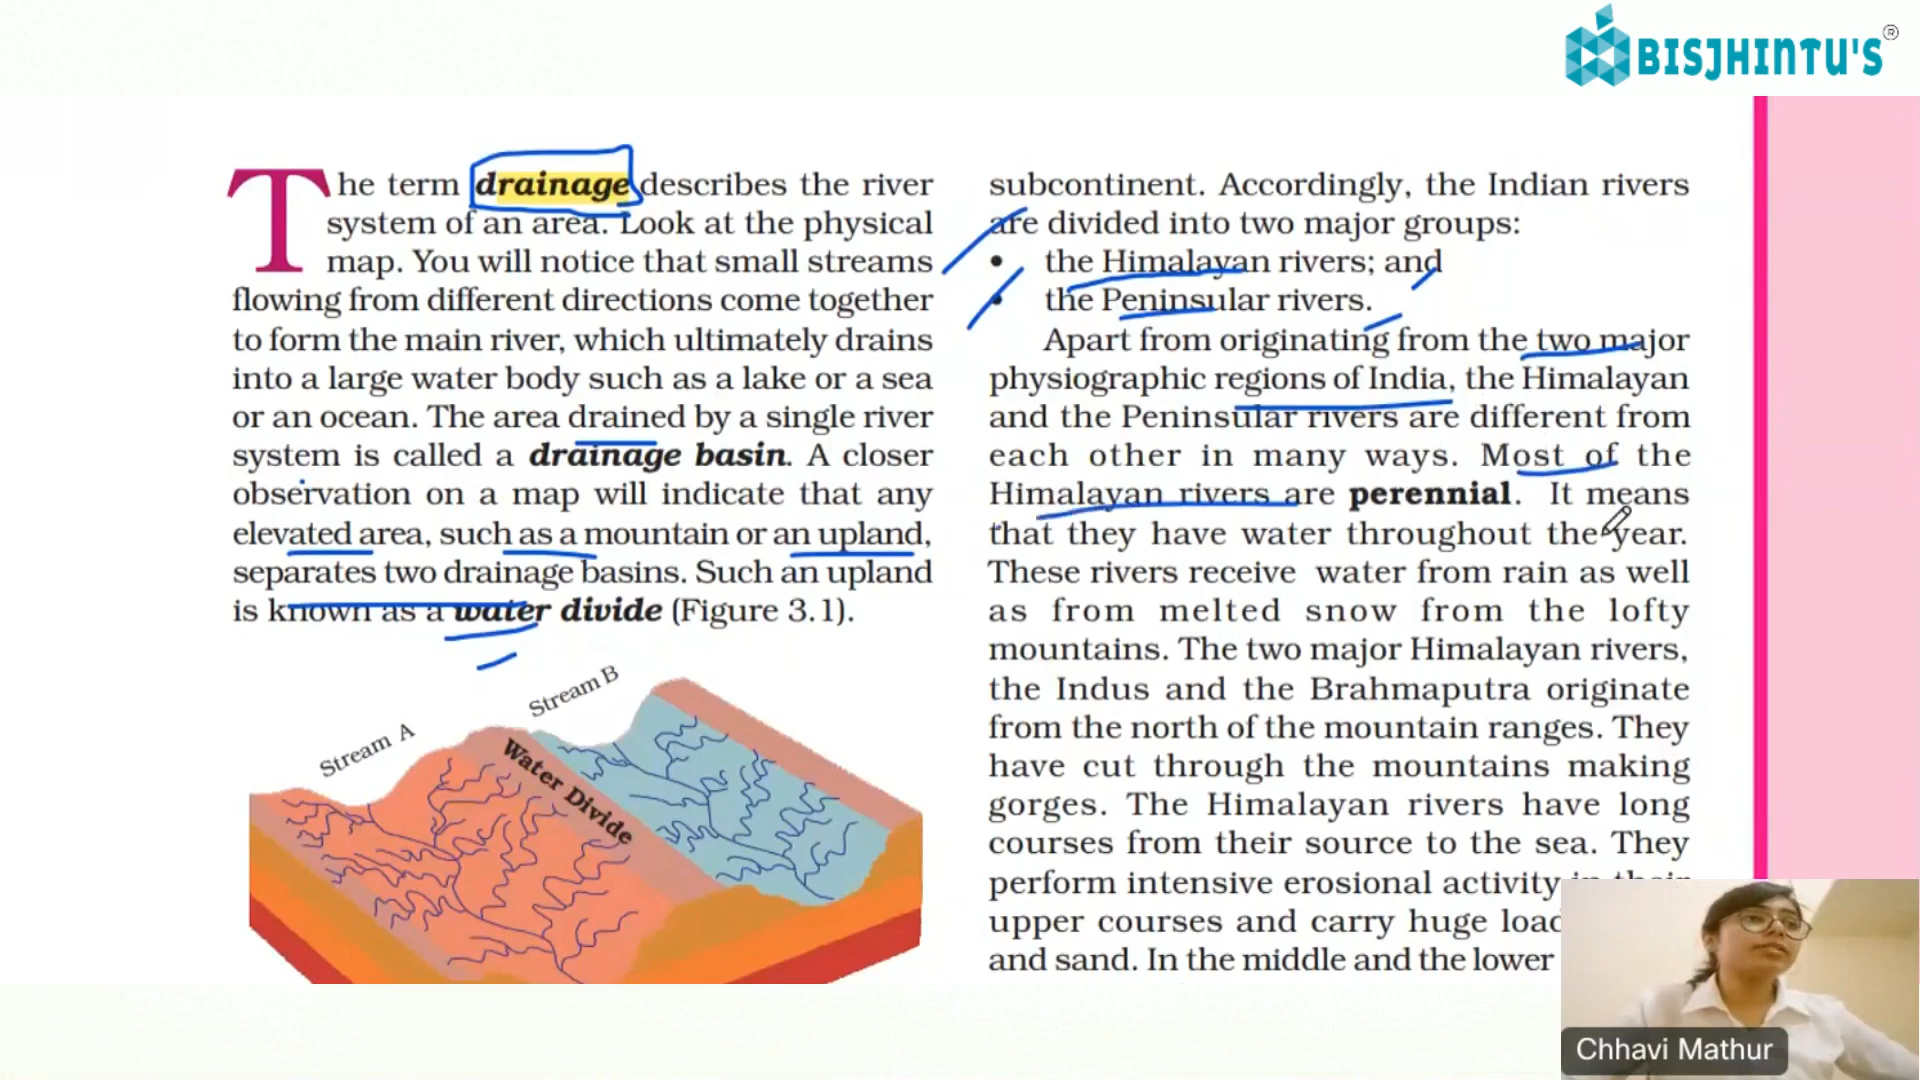 BISJHINTU'S®
The term drainage describes the river
system of an area. Look at the physical
map. You will notice that small streams
flowing from different directions come together
to form the main river, which ultimately drains
into a large water body such as a lake or a sea
or an ocean. The area drained by a single river
system is called a drainage basin. A closer
observation on a map will indicate that any
elevated area, such as a mountain or an upland,
separates two drainage basins. Such an upland
is known as a water divide (Figure 3.1).
Stream A
Stream B
Water Divide
subcontinent. Accordingly, the Indian rivers
are divided into two major groups:
• the Himalayan rivers; and
• the Peninsular rivers.
Apart from originating from the two major
physiographic regions of India, the Himalayan
and the Peninsular rivers are different from
each other in many ways. Most of the
Himalayan rivers are perennial. It means
that they have water throughout the year.
These rivers receive water from rain as well
as from melted snow from the lofty
mountains. The two major Himalayan rivers,
the Indus and the Brahmaputra originate
from the north of the mountain ranges. They
have cut through the mountains making
gorges. The Himalayan rivers have long
courses from their source to the sea. They
perform intensive erosional activity in their
upper courses and carry huge load
and sand. In the middle and the lower
Chhavi Mathur